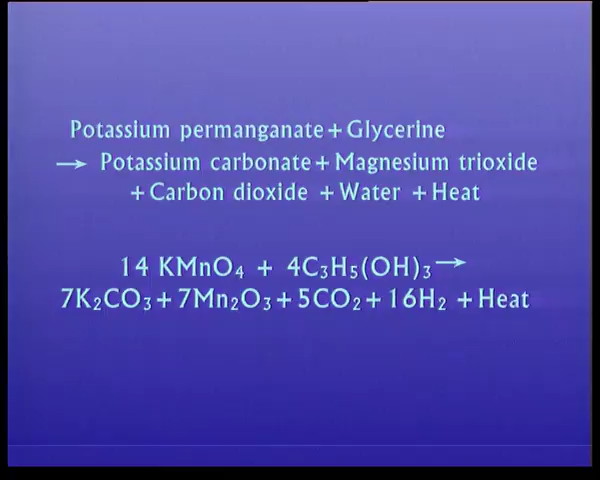 Potassium permanganate+Glycerine
→ Potassium carbonate+Magnesium trioxide
+Carbon dioxide +Water +Heat
14 KMnO₄ + 4C₃H₅(OH)₃→
7K₂CO₃+7Mn₂O₃+5CO₂+16H₂ +Heat